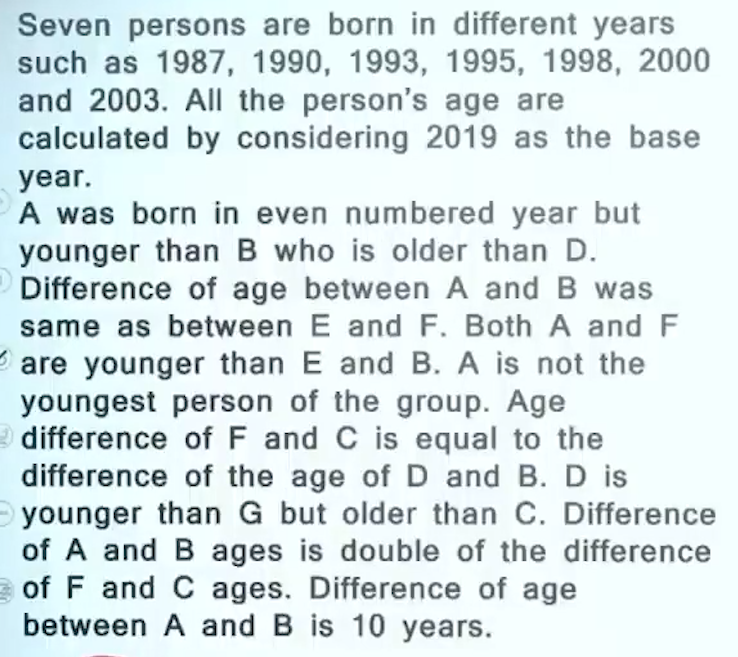 Seven persons are born in different years
such as 1987, 1990, 1993, 1995, 1998, 2000
and 2003. All the person's age are
calculated by considering 2019 as the base
year.
A was born in even numbered year but
younger than B who is older than D.
Difference of age between A and B was
same as between E and F. Both A and F
are younger than E and B. A is not the
youngest person of the group. Age
difference of F and C is equal to the
difference of the age of D and B. D is
younger than G but older than C. Difference
of A and B ages is double of the difference
of F and C ages. Difference of age
between A and B is 10 years.